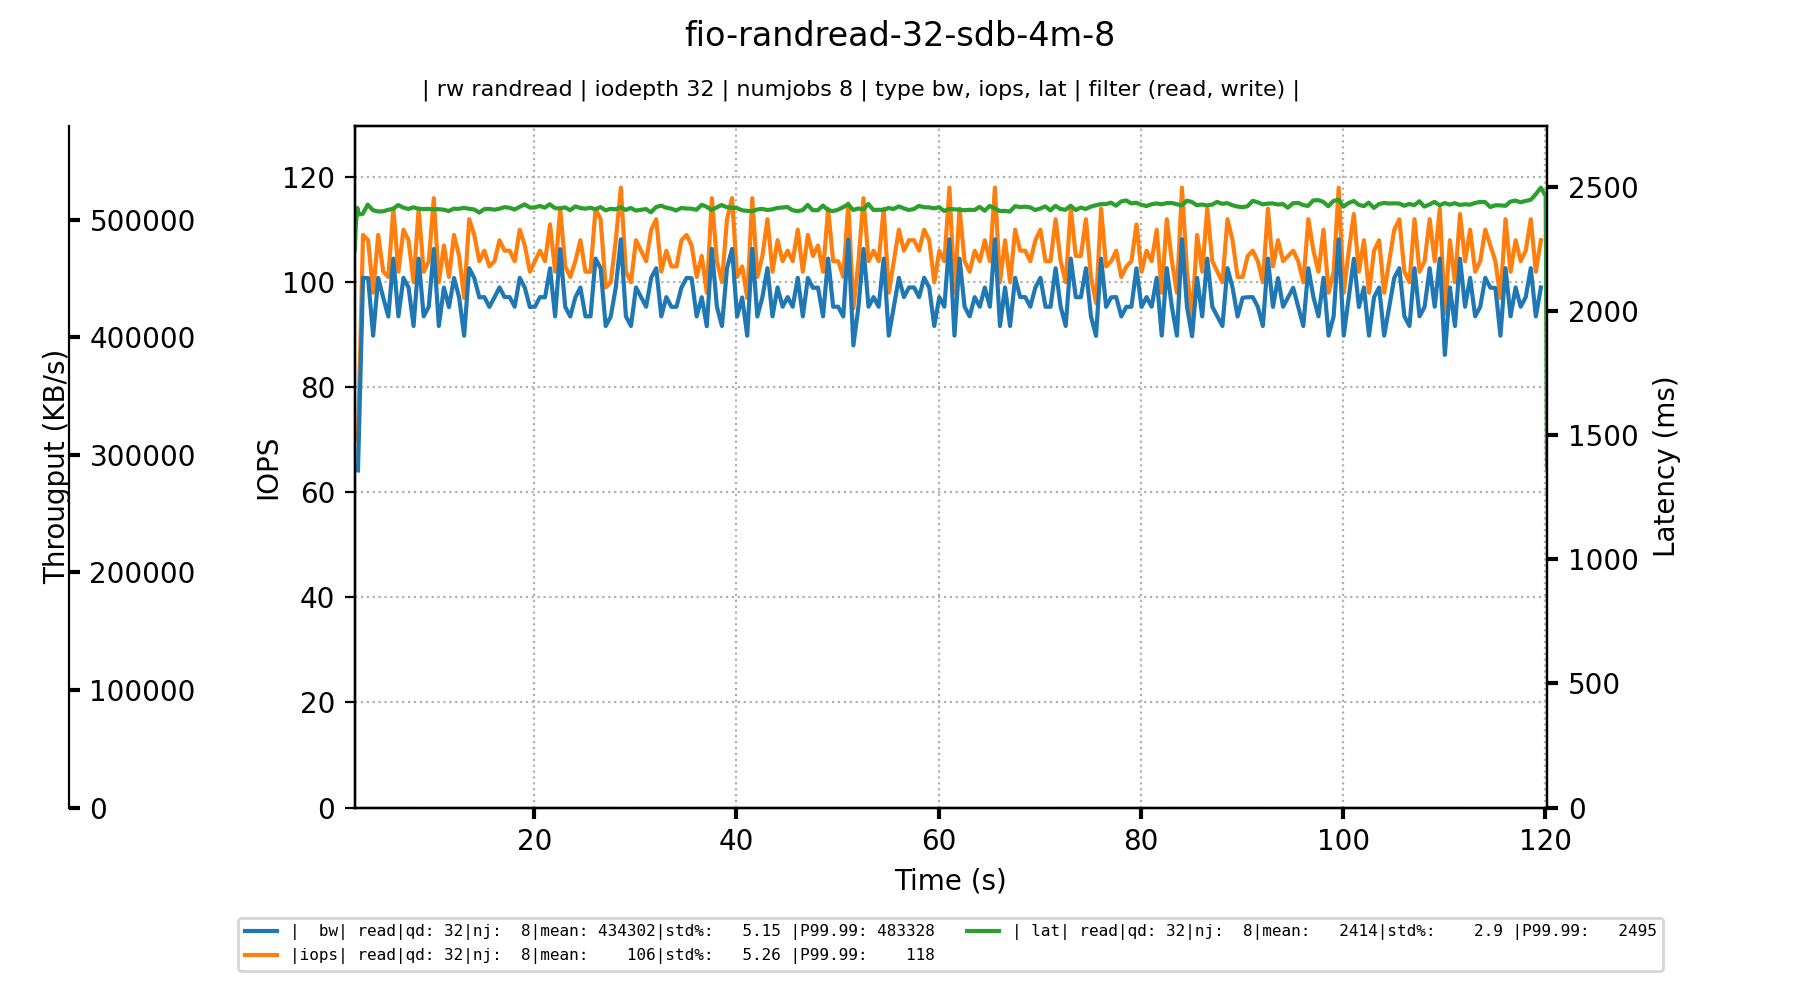 fio-randread-32-sdb-4m-8
| rw randread | iodepth 32 | numjobs 8 | type bw, iops, lat | filter (read, write) |
Througput (KB/s)
500000
400000
300000
200000
100000
0
IOPS
120
100
80
60
40
20
0
2500
2000
1500
1000
500
0
Latency (ms)
20 40 60 80 100 120
Time (s)
|  bw| read|qd: 32|nj:  8|mean: 434302|std%:   5.15 |P99.99: 483328
|iops| read|qd: 32|nj:  8|mean:    106|std%:   5.26 |P99.99:    118
| lat| read|qd: 32|nj:  8|mean:   2414|std%:    2.9 |P99.99:   2495